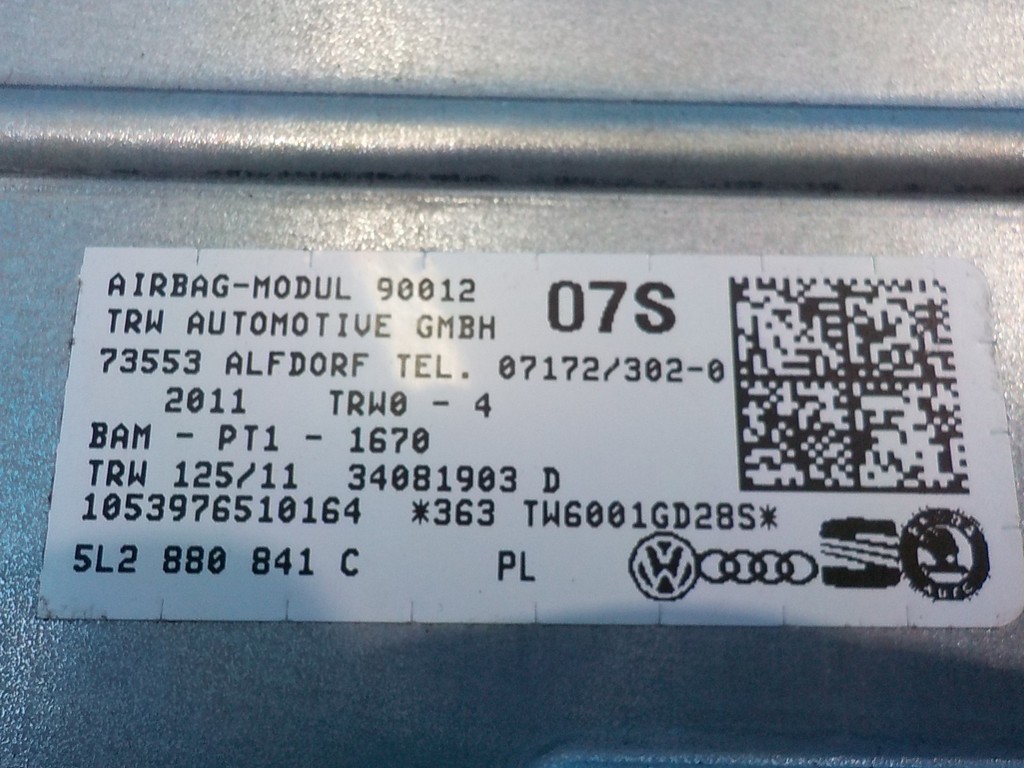 AIRBAG-MODUL 90012 07S
TRW AUTOMOTIVE GMBH
73553 ALFDORF TEL. 07172/302-0
2011 TRW0 - 4
BAM - PT1 - 1670
TRW 125/11 34081903 D
1053976510164 *363 TW6001GD28S*
5L2 880 841 C PL
AUTO